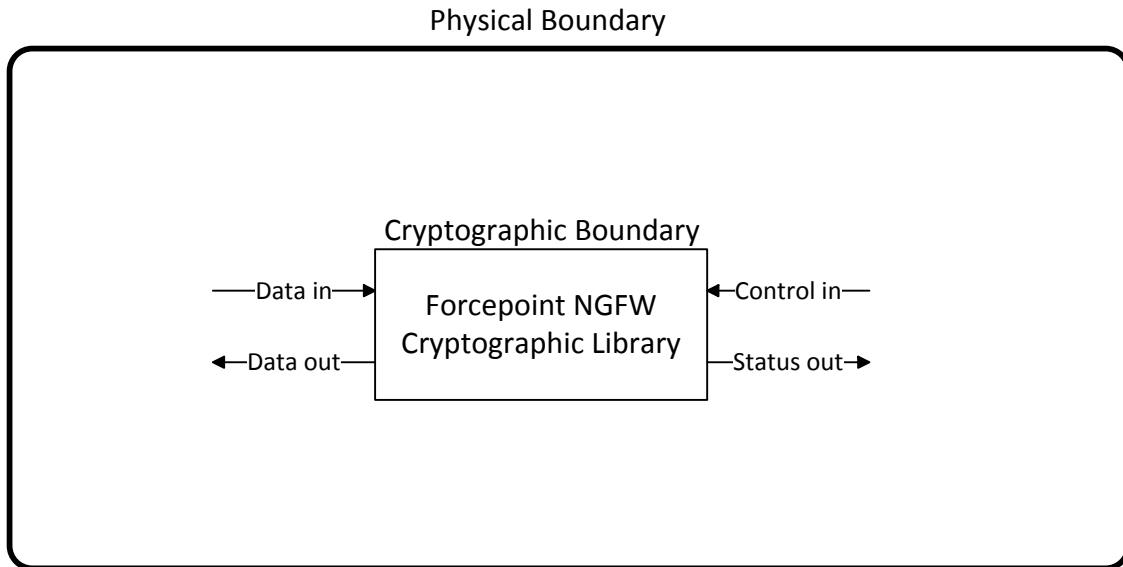 Physical Boundary
Cryptographic Boundary
Data in
Forcepoint NGFW
Cryptographic Library
Control in
Data out
Status out